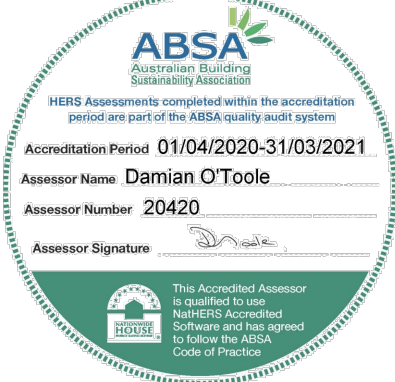 ABSA
Australian Building
Sustainability Association
HERS Assessments completed within the accreditation
period are part of the ABSA quality audit system
Accreditation Period 01/04/2020-31/03/2021
Assessor Name Damian O'Toole
Assessor Number 20420
Assessor Signature
This Accredited Assessor
is qualified to use
NatHERS Accredited
Software and has agreed
to follow the ABSA
Code of Practice
NATIONWIDE
HOUSE